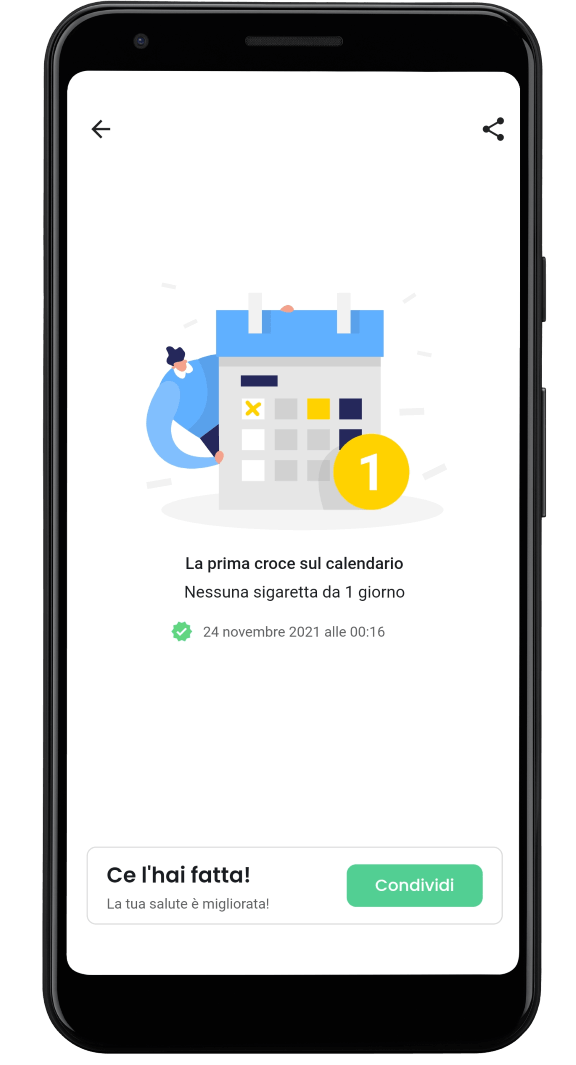 1
La prima croce sul calendario
Nessuna sigaretta da 1 giorno
24 novembre 2021 alle 00:16
Ce l'hai fatta!
La tua salute è migliorata!
Condividi